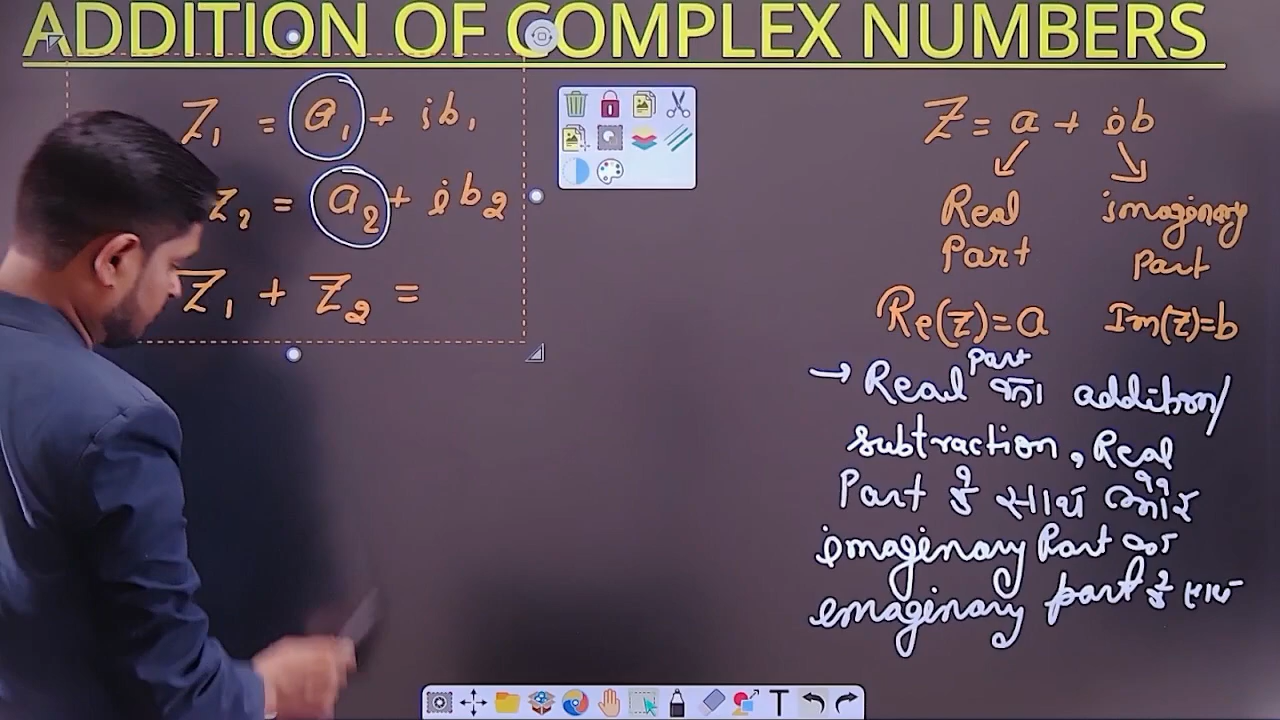 ADDITION OF COMPLEX NUMBERS
Z₁ = a₁ + ib₁
Z₂ = a₂ + ib₂
Z₁ + Z₂ =
Z = a + ib
Real Part
imaginary Part
Re(z)=a Im(z)=b
→ Real Part का addition/
subtraction, Real
Part के साथ और
imaginary Part का
imaginary part के साथ
T